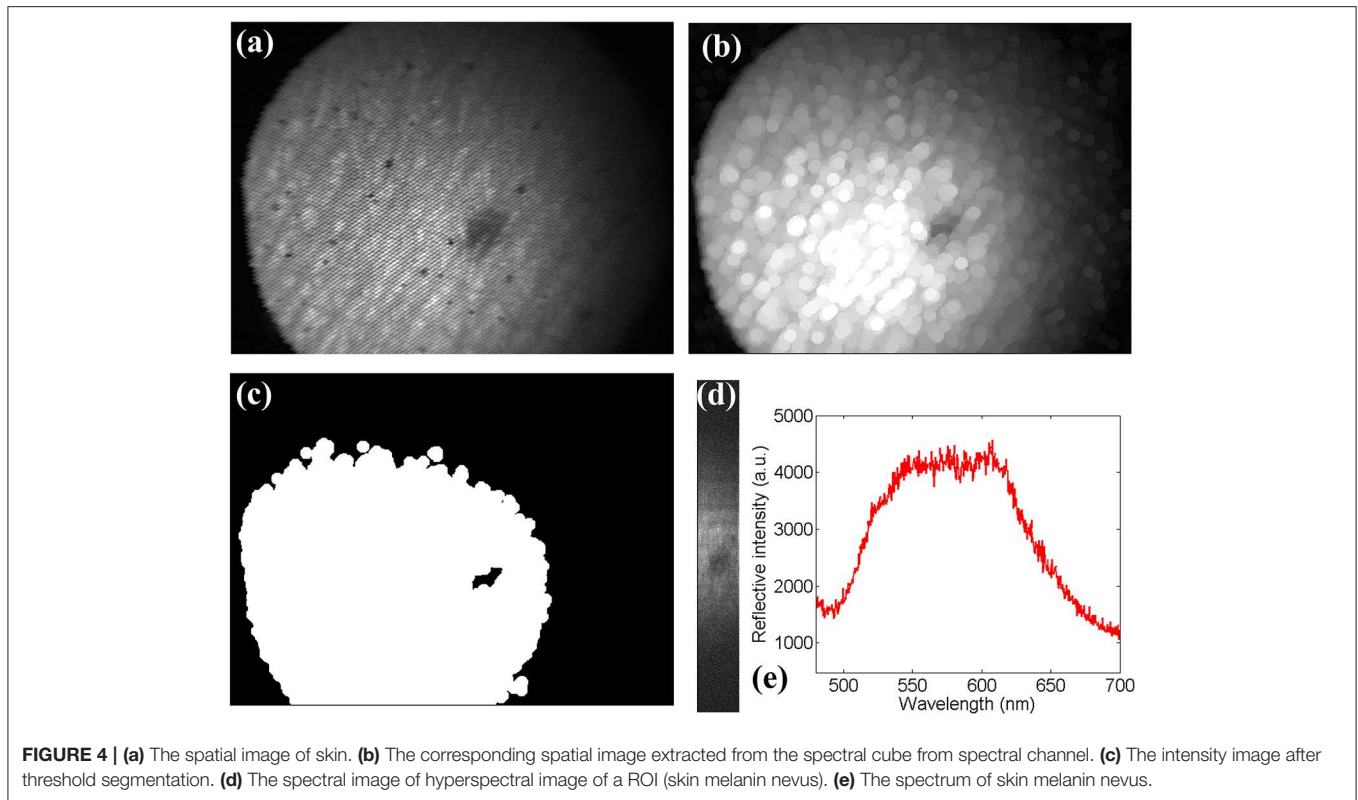 (a)
(b)
(c)
(d)
5000
4000
3000
2000
1000
Reflective intensity (a.u.)
500
550
600
650
700
Wavelength (nm)
(e)
FIGURE 4 | (a) The spatial image of skin. (b) The corresponding spatial image extracted from the spectral cube from spectral channel. (c) The intensity image after
threshold segmentation. (d) The spectral image of hyperspectral image of a ROI (skin melanin nevus). (e) The spectrum of skin melanin nevus.